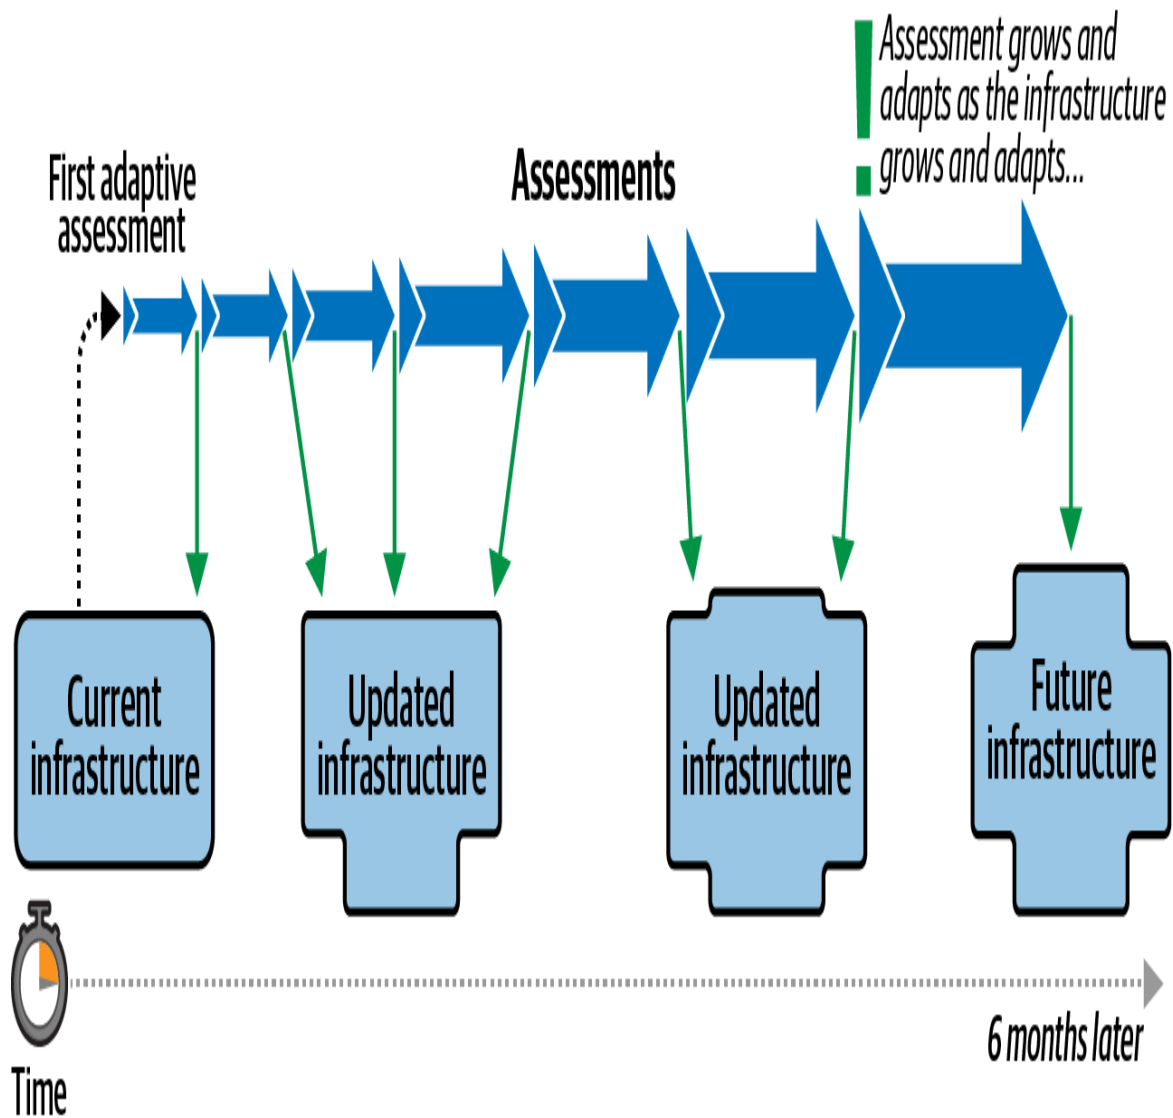 Assessment grows and
adapts as the infrastructure
grows and adapts...
First adaptive
assessment
Assessments
Current
infrastructure
Updated
infrastructure
Updated
infrastructure
Future
infrastructure
6 months later
Time